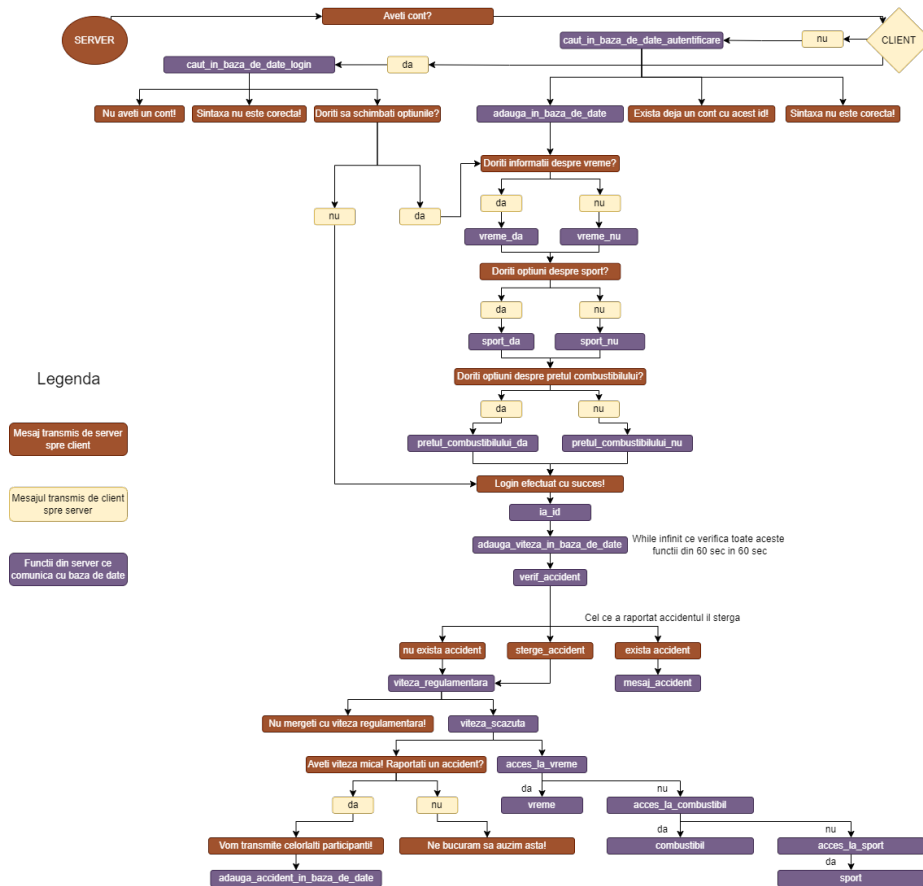 Aveti cont?
SERVER
CLIENT
nu
caut_in_baza_de_date_autentificare
caut_in_baza_de_date_login
da
Nu aveti un cont!
Sintaxa nu este corecta!
Doriti sa schimbati optiunile?
adauga_in_baza_de_date
Exista deja un cont cu acest id!
Sintaxa nu este corecta!
Doriti informatii despre vreme?
nu
da
da
nu
vreme_da
vreme_nu
Doriti optiuni despre sport?
da
nu
sport_da
sport_nu
Doriti optiuni despre pretul combustibilului?
da
nu
pretul_combustibilului_da
pretul_combustibilului_nu
Legenda
Mesaj transmis de server
spre client
Mesajul transmis de client
spre server
Functii din server ce
comunica cu baza de date
Login efectuat cu succes!
ia_id
adauga_viteza_in_baza_de_date
While infinit ce verifica toate aceste
functii din 60 sec in 60 sec
verif_accident
Cel ce a raportat accidentul il sterga
nu exista accident
sterge_accident
exista accident
viteza_regulamentara
mesaj_accident
Nu mergeti cu viteza regulamentara!
viteza_scazuta
Aveti viteza mica! Raportati un accident?
acces_la_vreme
da
nu
da
nu
vreme
acces_la_combustibil
Vom transmite celorlalti participanti!
Ne bucuram sa auzim asta!
da
nu
combustibil
acces_la_sport
da
adauga_accident_in_baza_de_date
sport